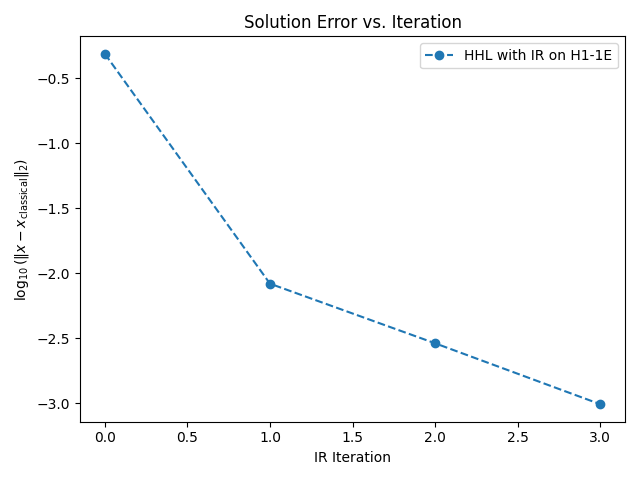 Solution Error vs. Iteration
HHL with IR on H1-1E
−0.5
−1.0
−1.5
−2.0
−2.5
−3.0
log₁₀(‖x − x_classical‖₂)
0.0 0.5 1.0 1.5 2.0 2.5 3.0
IR Iteration